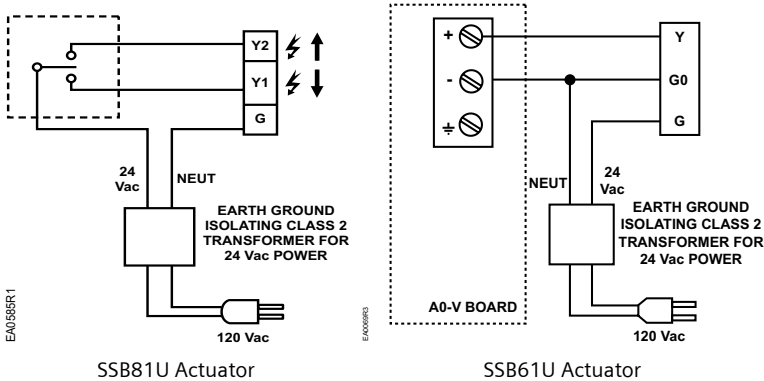 Y2
Y1
G
24
Vac
NEUT
EARTH GROUND
ISOLATING CLASS 2
TRANSFORMER FOR
24 Vac POWER
120 Vac
EA0585R1
SSB81U Actuator
+
-
Y
G0
G
NEUT
24
Vac
EARTH GROUND
ISOLATING CLASS 2
TRANSFORMER FOR
24 Vac POWER
A0-V BOARD
120 Vac
EA0069R3
SSB61U Actuator